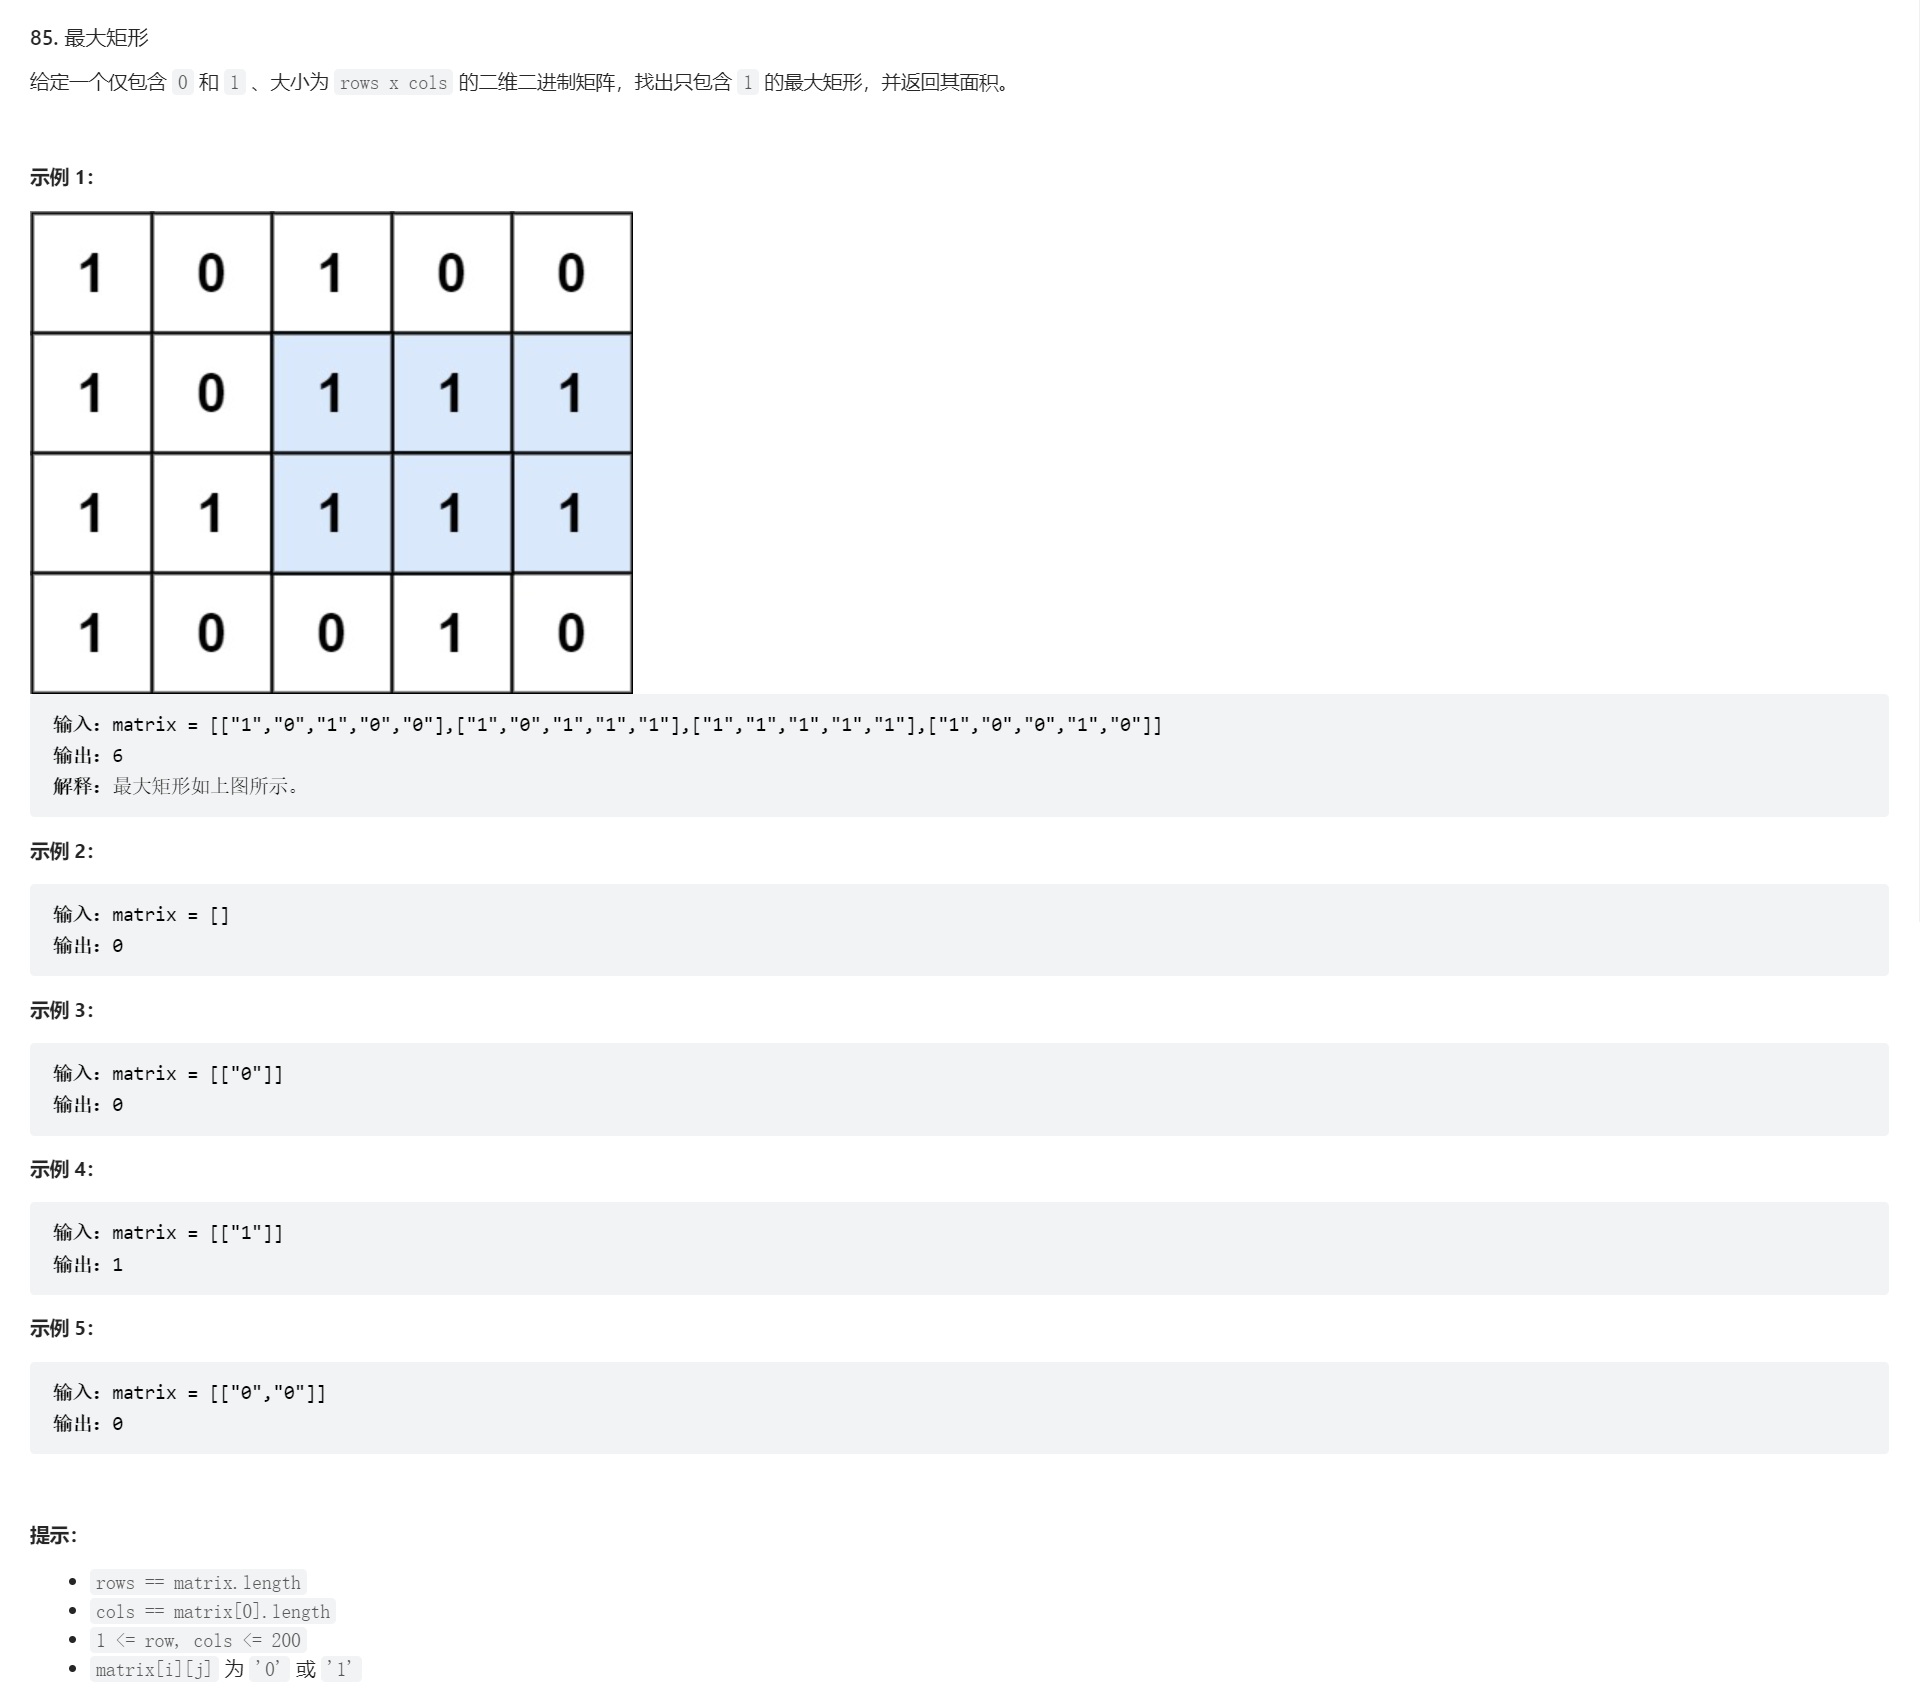 85. 最大矩形
给定一个仅包含 0 和 1 、大小为 rows x cols 的二维二进制矩阵，找出只包含 1 的最大矩形，并返回其面积。
示例 1：
1 0 1 0 0
1 0 1 1 1
1 1 1 1 1
1 0 0 1 0
输入：matrix = [["1","0","1","0","0"],["1","0","1","1","1"],["1","1","1","1","1"],["1","0","0","1","0"]]
输出：6
解释：最大矩形如上图所示。
示例 2：
输入：matrix = []
输出：0
示例 3：
输入：matrix = [["0"]]
输出：0
示例 4：
输入：matrix = [["1"]]
输出：1
示例 5：
输入：matrix = [["0","0"]]
输出：0
提示：
• rows == matrix.length
• cols == matrix[0].length
• 1 <= row, cols <= 200
• matrix[i][j] 为 '0' 或 '1'